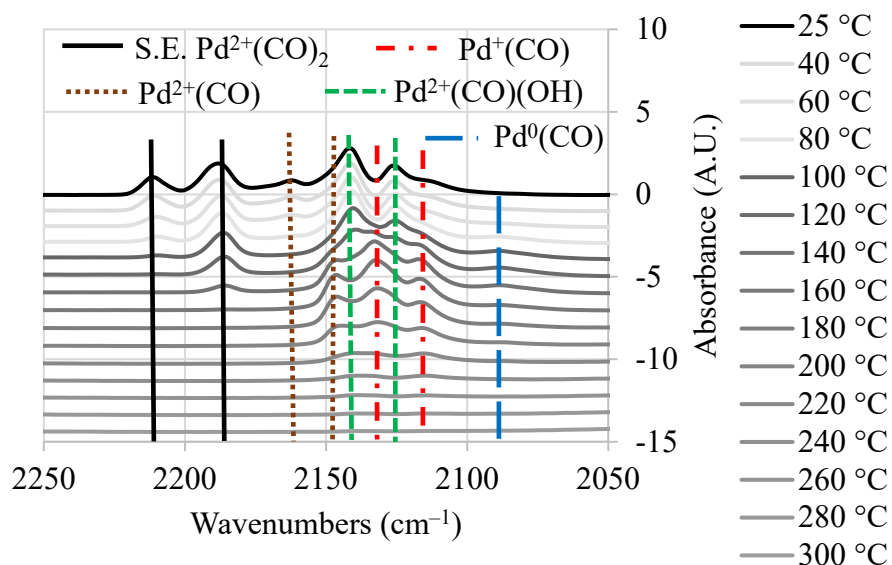 S.E. Pd²⁺(CO)₂
Pd⁺(CO)
Pd²⁺(CO)
Pd²⁺(CO)(OH)
Pd⁰(CO)
10
5
0
-5
-10
-15
Absorbance (A.U.)
2250
2200
2150
2100
2050
Wavenumbers (cm⁻¹)
25 °C
40 °C
60 °C
80 °C
100 °C
120 °C
140 °C
160 °C
180 °C
200 °C
220 °C
240 °C
260 °C
280 °C
300 °C